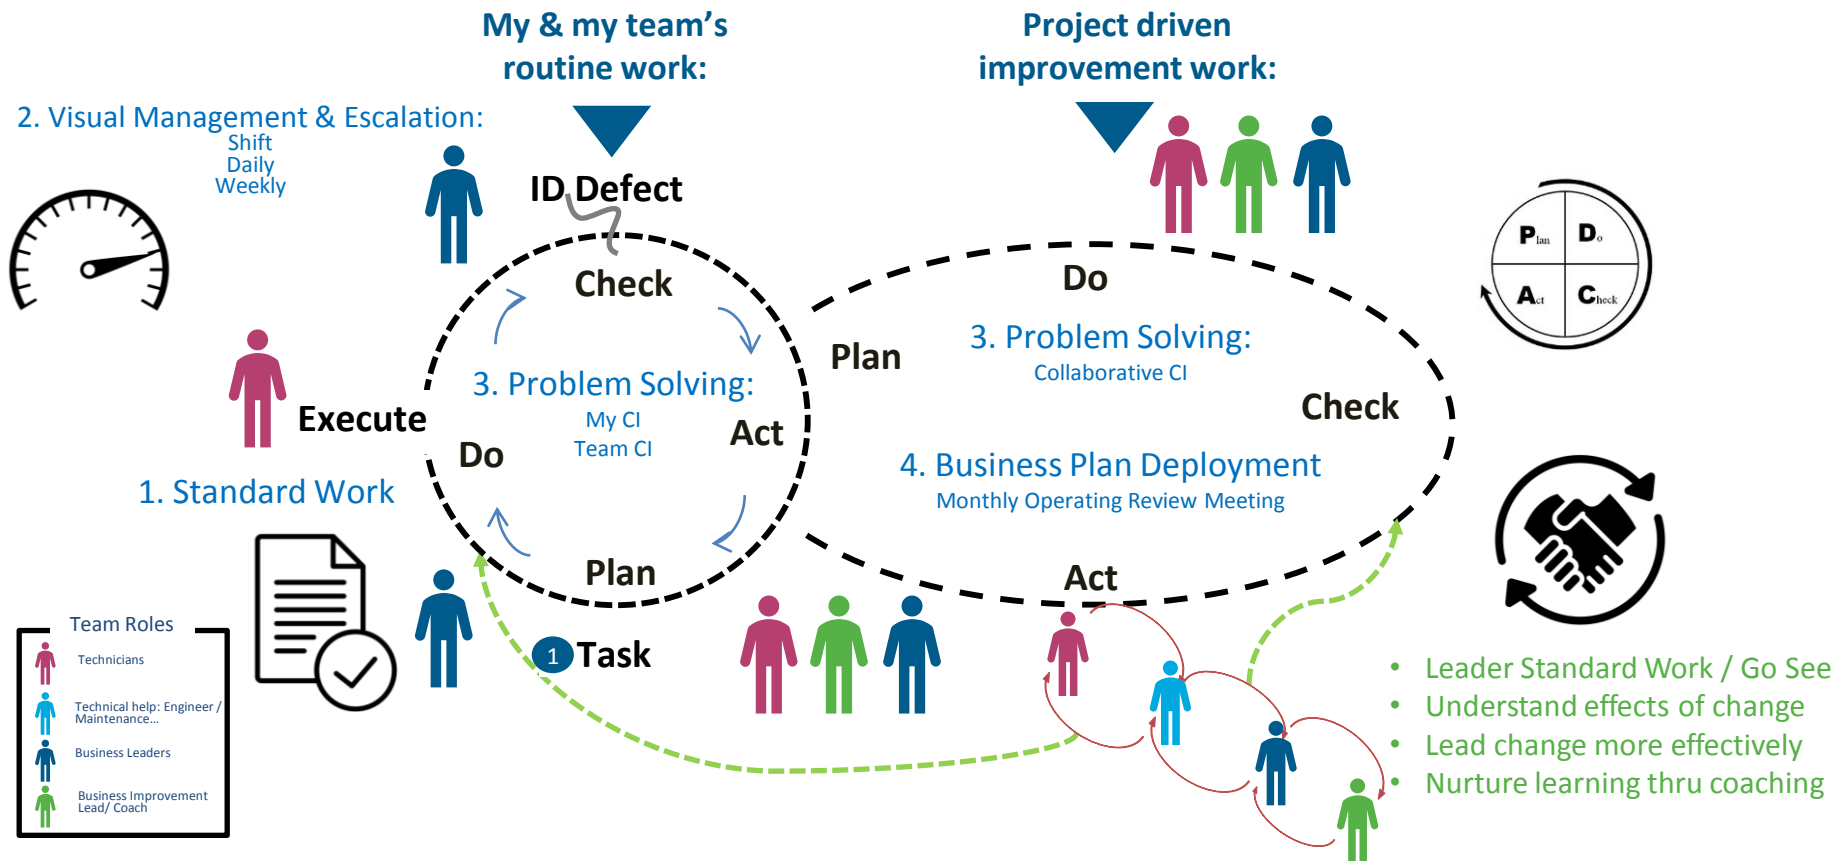 My & my team's
routine work:
Project driven
improvement work:
2. Visual Management & Escalation:
Shift
Daily
Weekly
ID Defect
Check
Do
Plan
Do
Act
Check
3. Problem Solving:
Collaborative CI
Plan
Check
3. Problem Solving:
My CI
Team CI
Execute
Do
Act
4. Business Plan Deployment
Monthly Operating Review Meeting
1. Standard Work
Plan
Act
1 Task
Team Roles
Technicians
Technical help: Engineer /
Maintenance...
Business Leaders
Business Improvement
Lead/ Coach
• Leader Standard Work / Go See
• Understand effects of change
• Lead change more effectively
• Nurture learning thru coaching